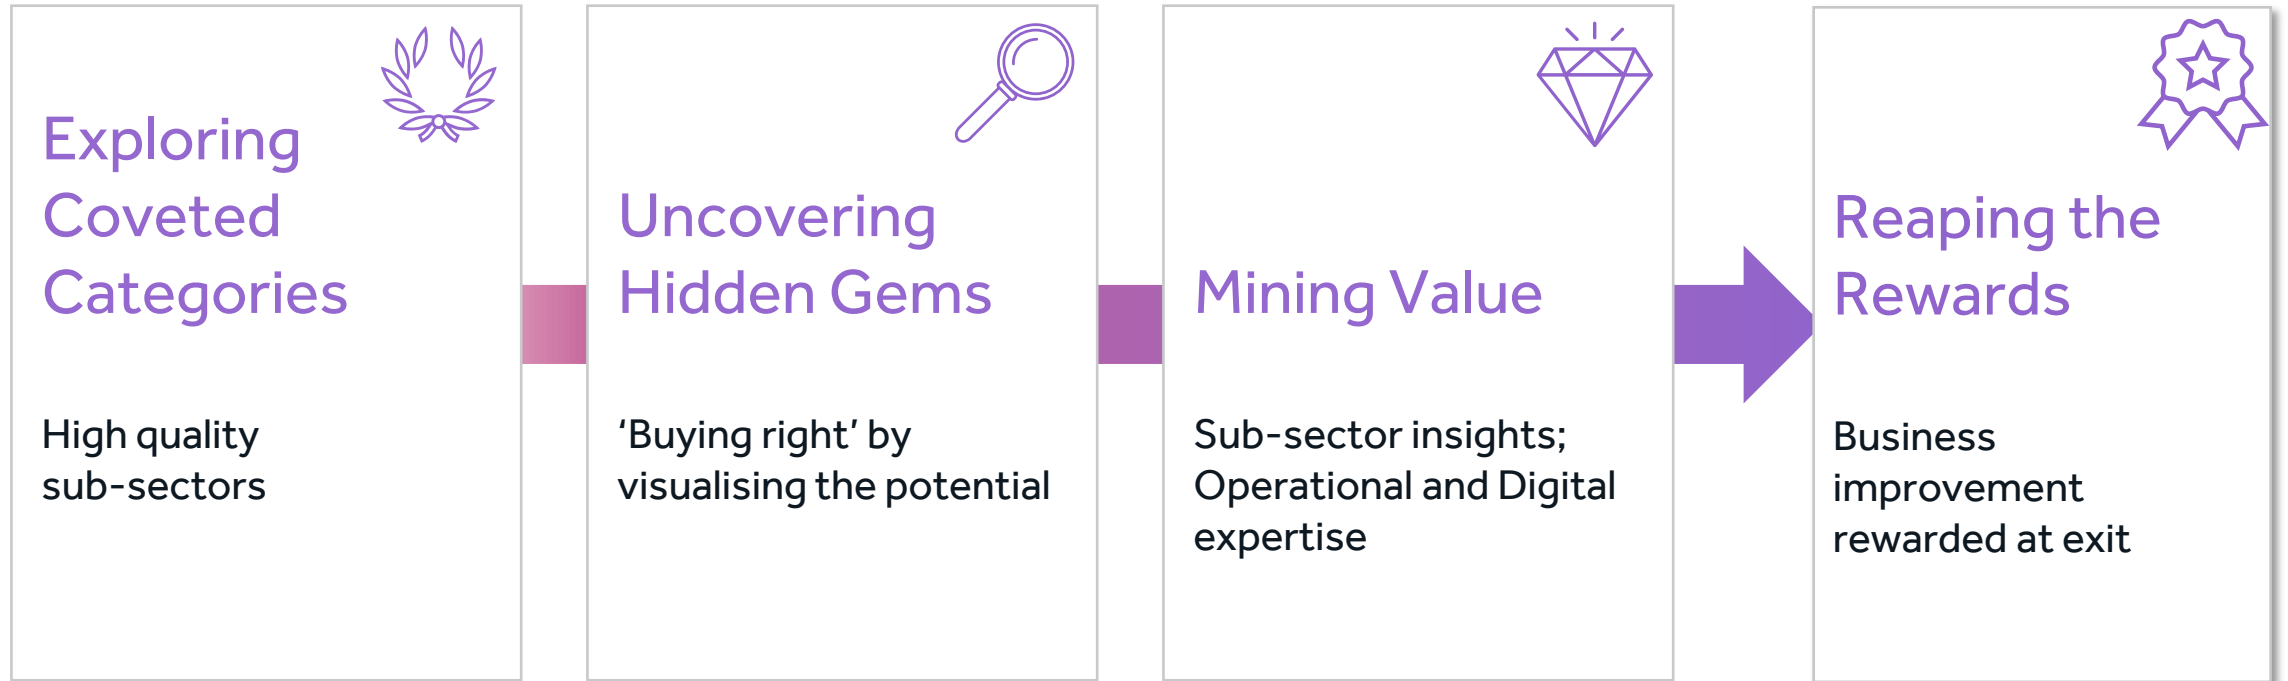 Exploring
Coveted
Categories
High quality
sub-sectors
Uncovering
Hidden Gems
‘Buying right’ by
visualising the potential
Mining Value
Sub-sector insights;
Operational and Digital
expertise
Reaping the
Rewards
Business
improvement
rewarded at exit